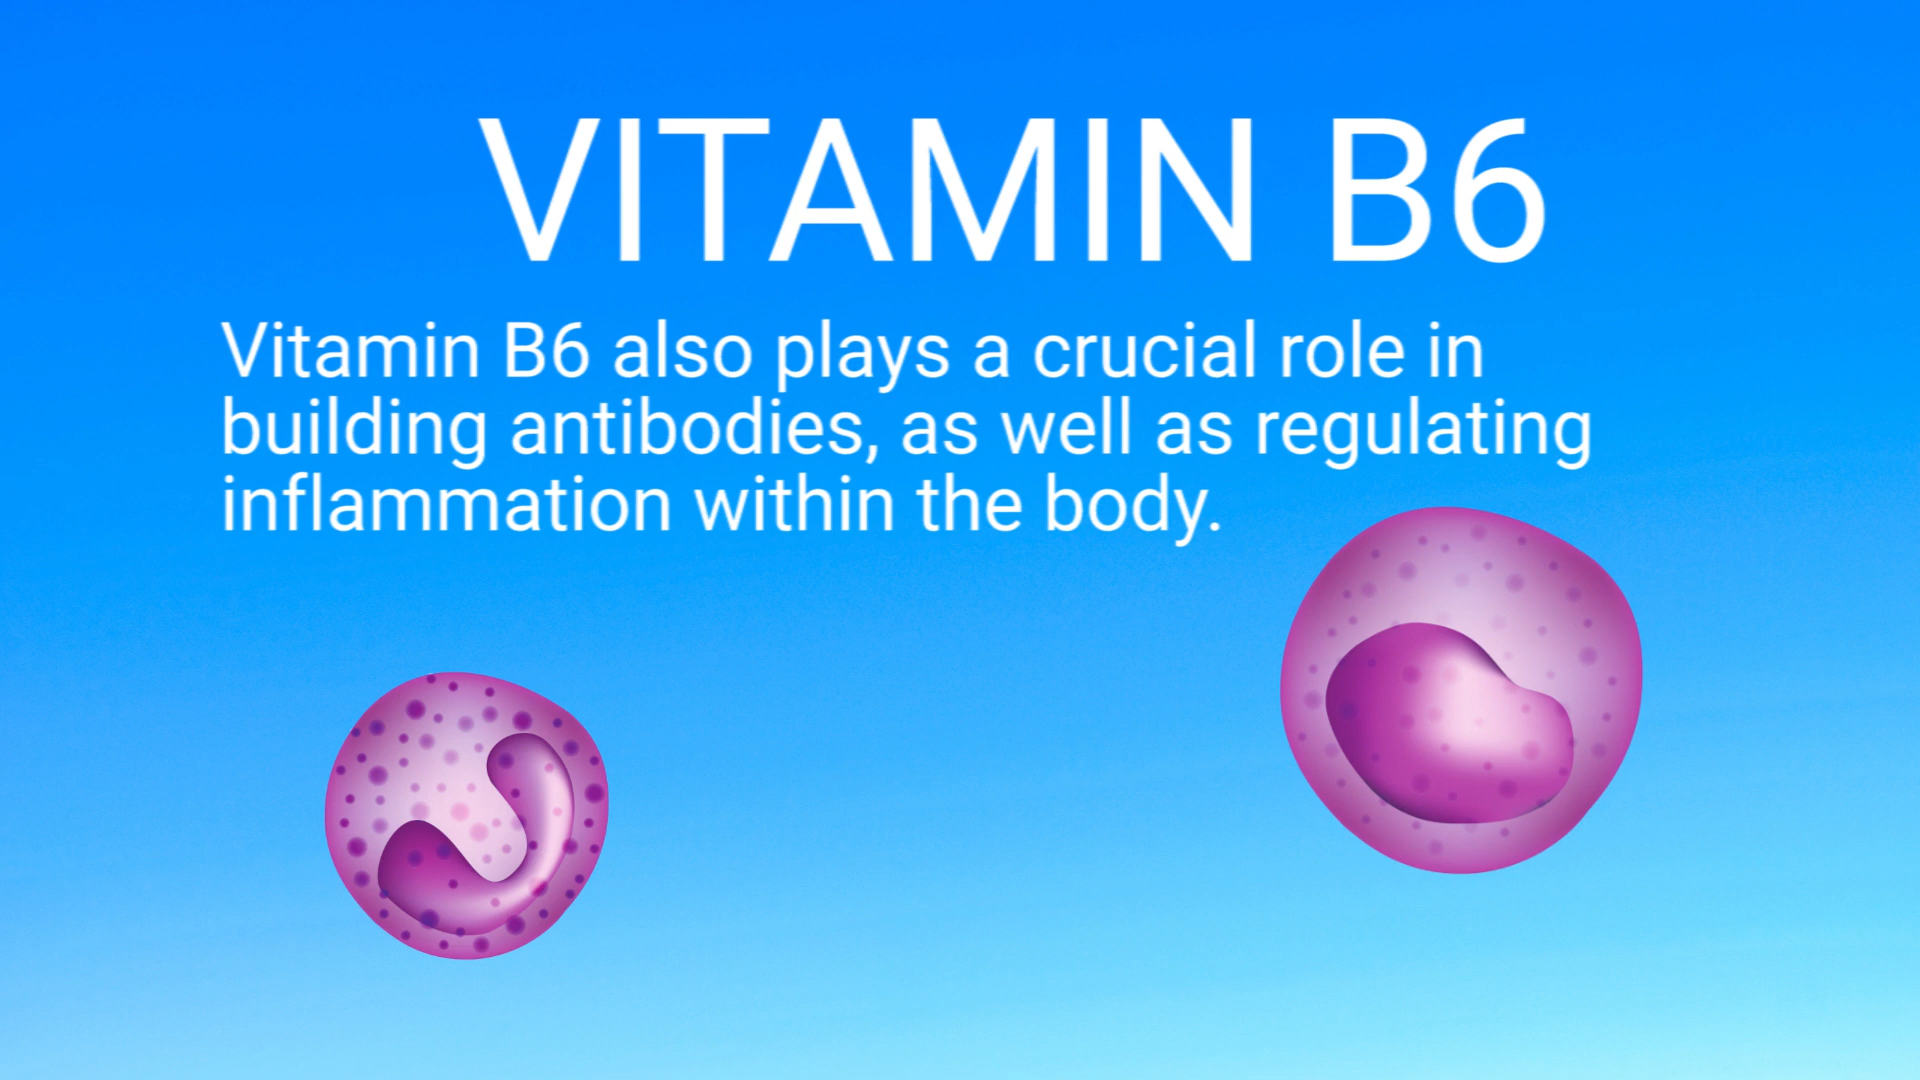 VITAMIN B6
Vitamin B6 also plays a crucial role in
building antibodies, as well as regulating
inflammation within the body.